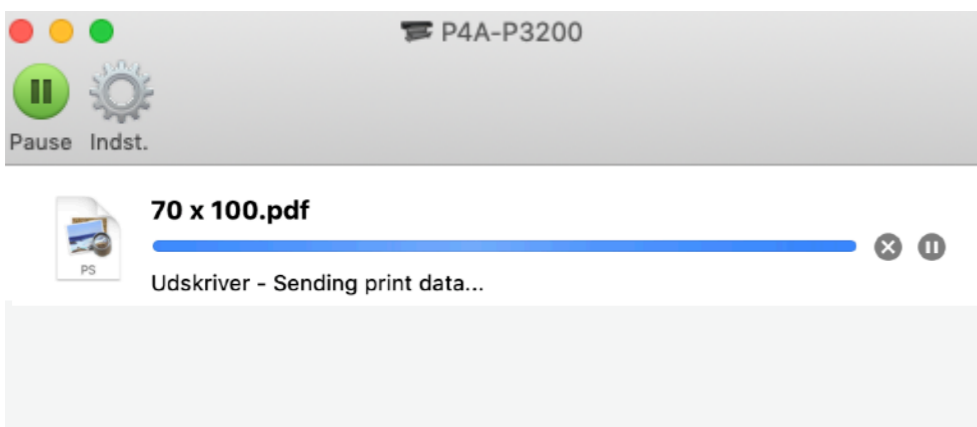 P4A-P3200
Pause Indst.
70 x 100.pdf
PS
Udskriver - Sending print data...